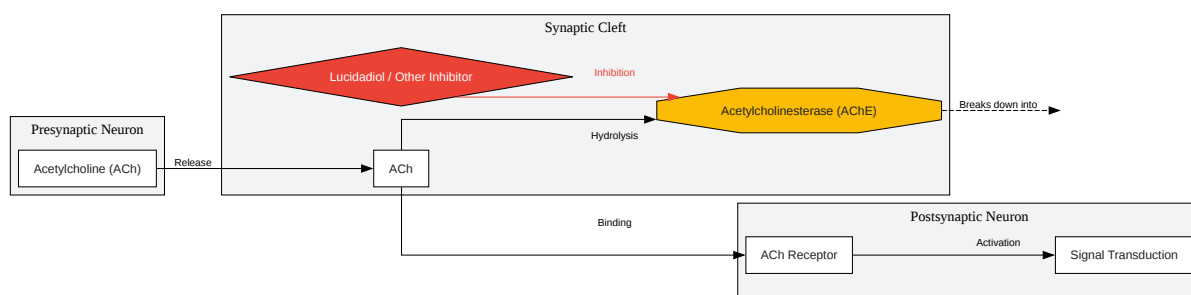 Synaptic Cleft
Lucidadiol / Other Inhibitor
Inhibition
Acetylcholinesterase (AChE)
Breaks down into
Presynaptic Neuron
Hydrolysis
Acetylcholine (ACh)
Release
ACh
Postsynaptic Neuron
Binding
ACh Receptor
Activation
Signal Transduction